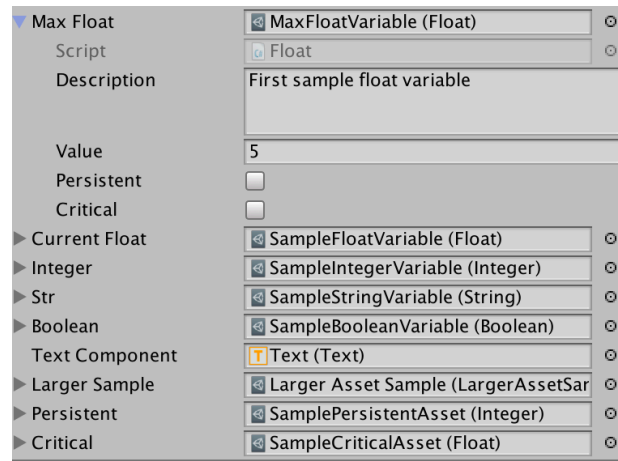 Max Float MaxFloatVariable (Float)
Script Float
Description First sample float variable
Value 5
Persistent
Critical
Current Float SampleFloatVariable (Float)
Integer SampleIntegerVariable (Integer)
Str SampleStringVariable (String)
Boolean SampleBooleanVariable (Boolean)
Text Component T Text (Text)
Larger Sample Larger Asset Sample (LargerAssetSar
Persistent SamplePersistentAsset (Integer)
Critical SampleCriticalAsset (Float)